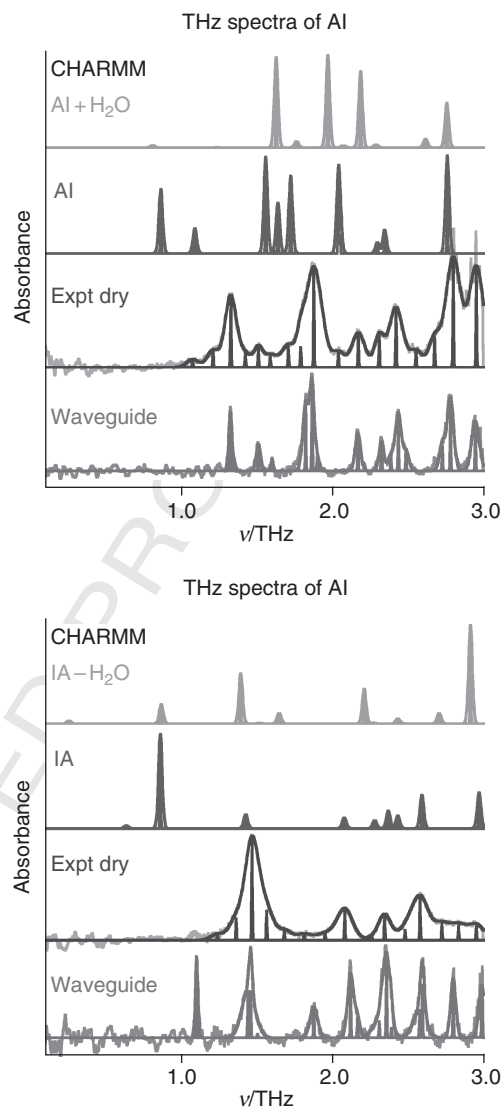 THz spectra of AI
CHARMM
AI + H₂O
AI
Expt dry
Waveguide
Absorbance
1.0 2.0 3.0
ν/THz
THz spectra of AI
CHARMM
IA – H₂O
IA
Expt dry
Waveguide
Absorbance
1.0 2.0 3.0
ν/THz
ED PRO